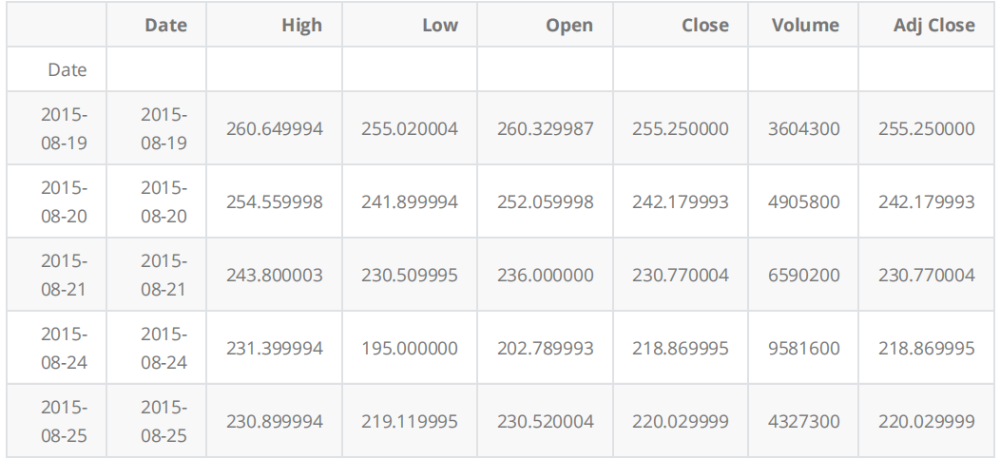 Date High Low Open Close Volume Adj Close
Date
2015-08-19 2015-08-19 260.649994 255.020004 260.329987 255.250000 3604300 255.250000
2015-08-20 2015-08-20 254.559998 241.899994 252.059998 242.179993 4905800 242.179993
2015-08-21 2015-08-21 243.800003 230.509995 236.000000 230.770004 6590200 230.770004
2015-08-24 2015-08-24 231.399994 195.000000 202.789993 218.869995 9581600 218.869995
2015-08-25 2015-08-25 230.899994 219.119995 230.520004 220.029999 4327300 220.029999